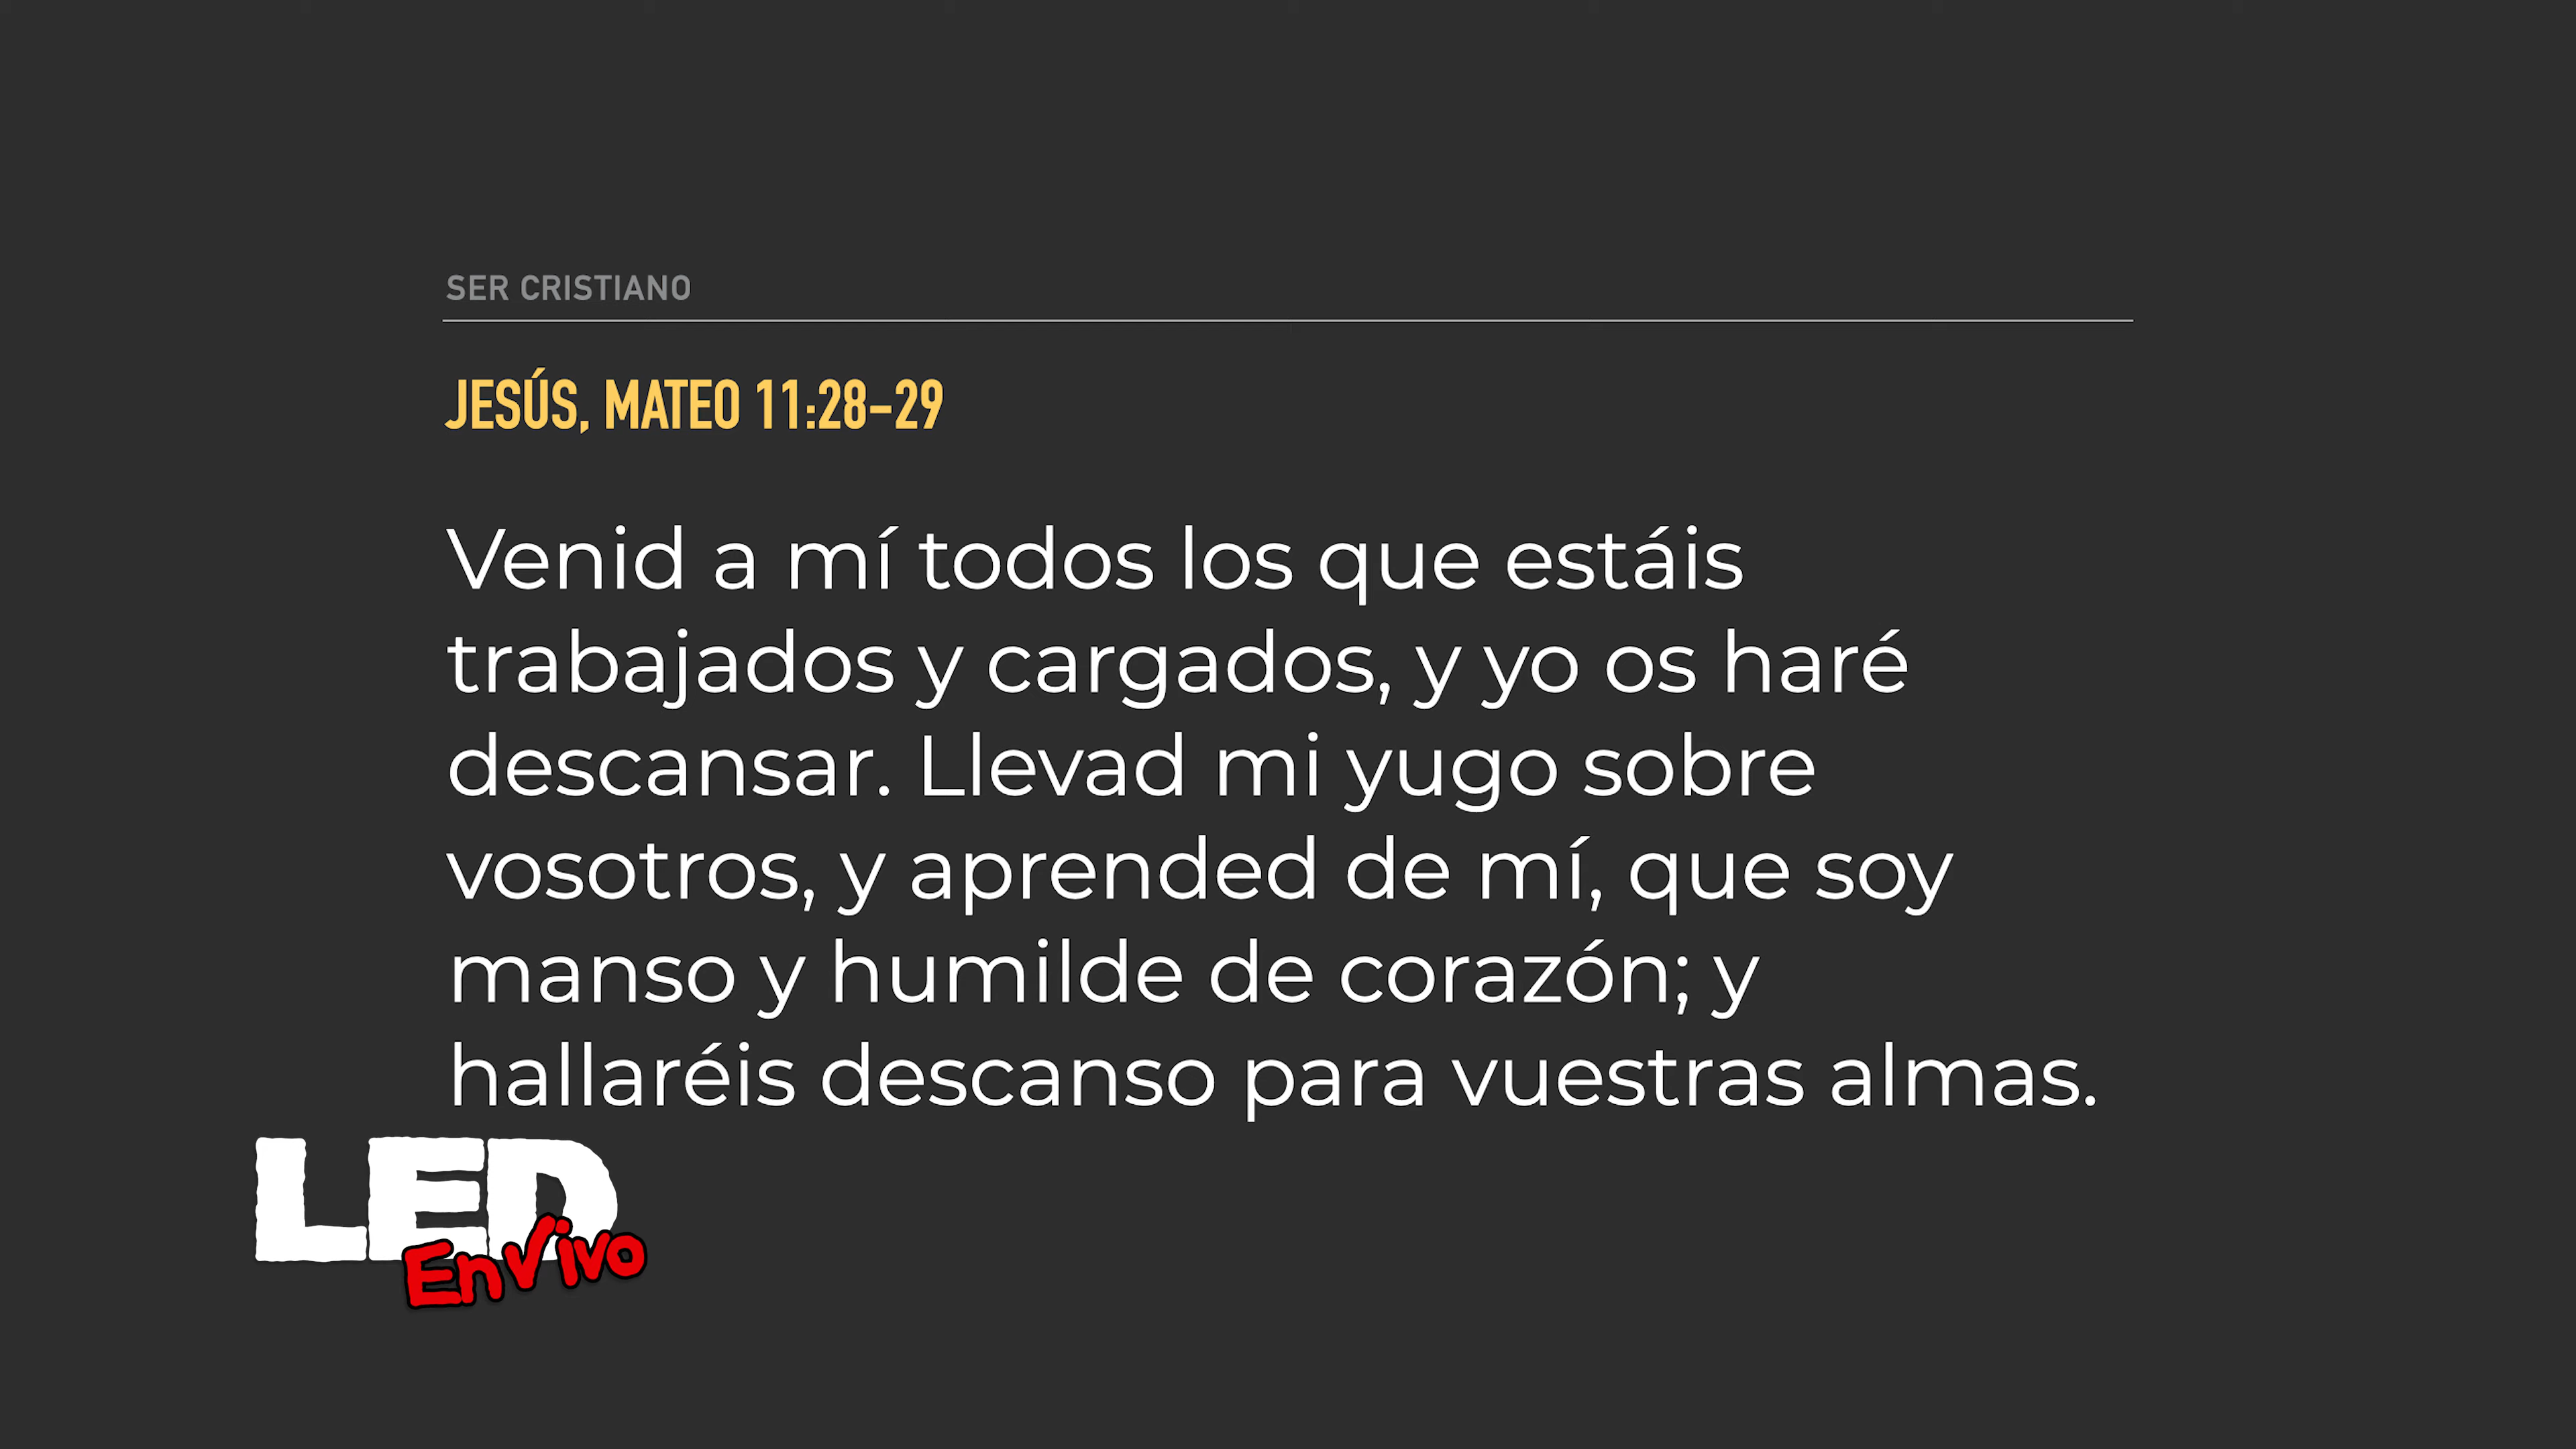 SER CRISTIANO
JESÚS, MATEO 11:28-29
Venid a mí todos los que estáis
trabajados y cargados, y yo os haré
descansar. Llevad mi yugo sobre
vosotros, y aprended de mí, que soy
manso y humilde de corazón; y
hallaréis descanso para vuestras almas.
LED
En Vivo